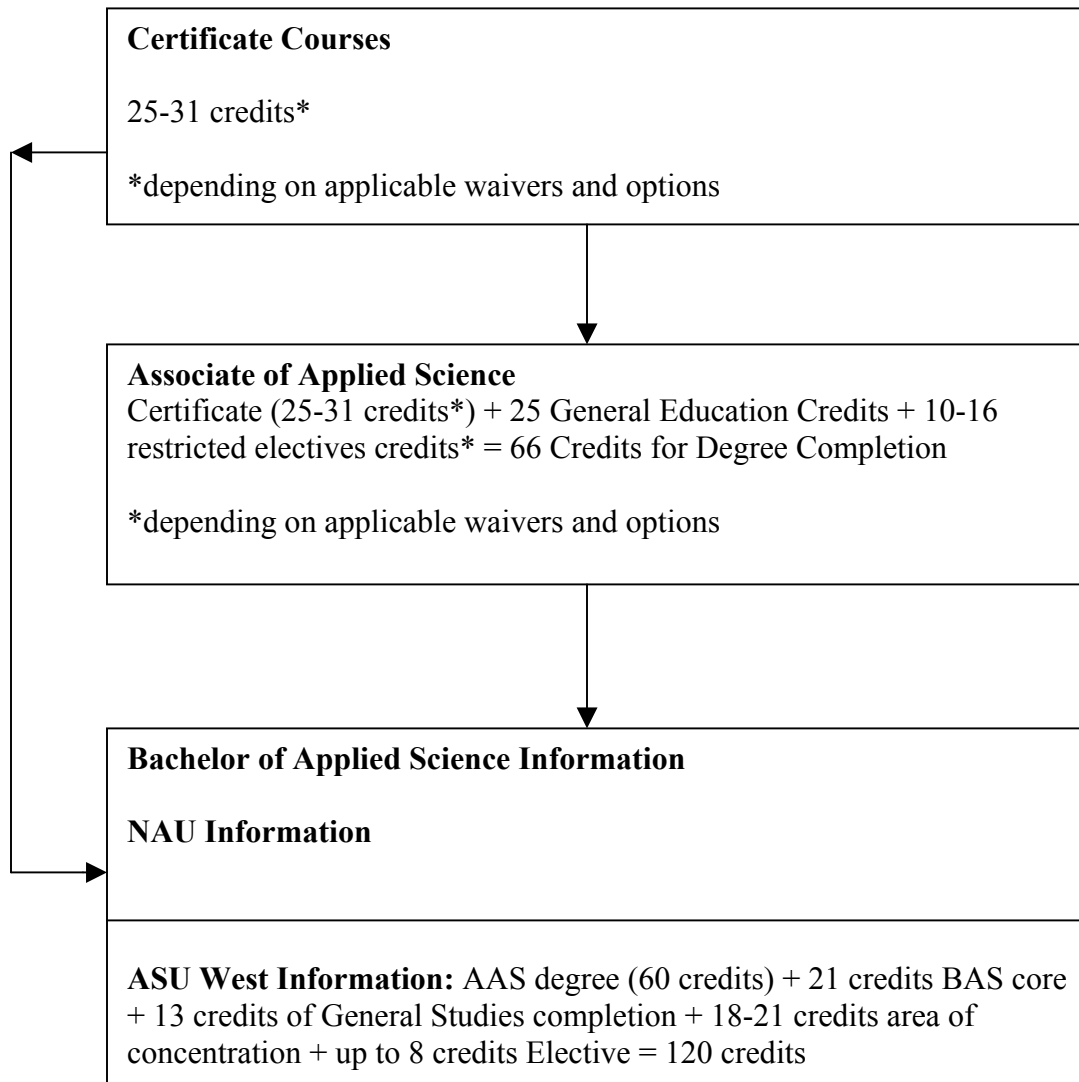 Certificate Courses
25-31 credits*
*depending on applicable waivers and options
Associate of Applied Science
Certificate (25-31 credits*) + 25 General Education Credits + 10-16
restricted electives credits* = 66 Credits for Degree Completion
*depending on applicable waivers and options
Bachelor of Applied Science Information
NAU Information
ASU West Information: AAS degree (60 credits) + 21 credits BAS core
+ 13 credits of General Studies completion + 18-21 credits area of
concentration + up to 8 credits Elective = 120 credits